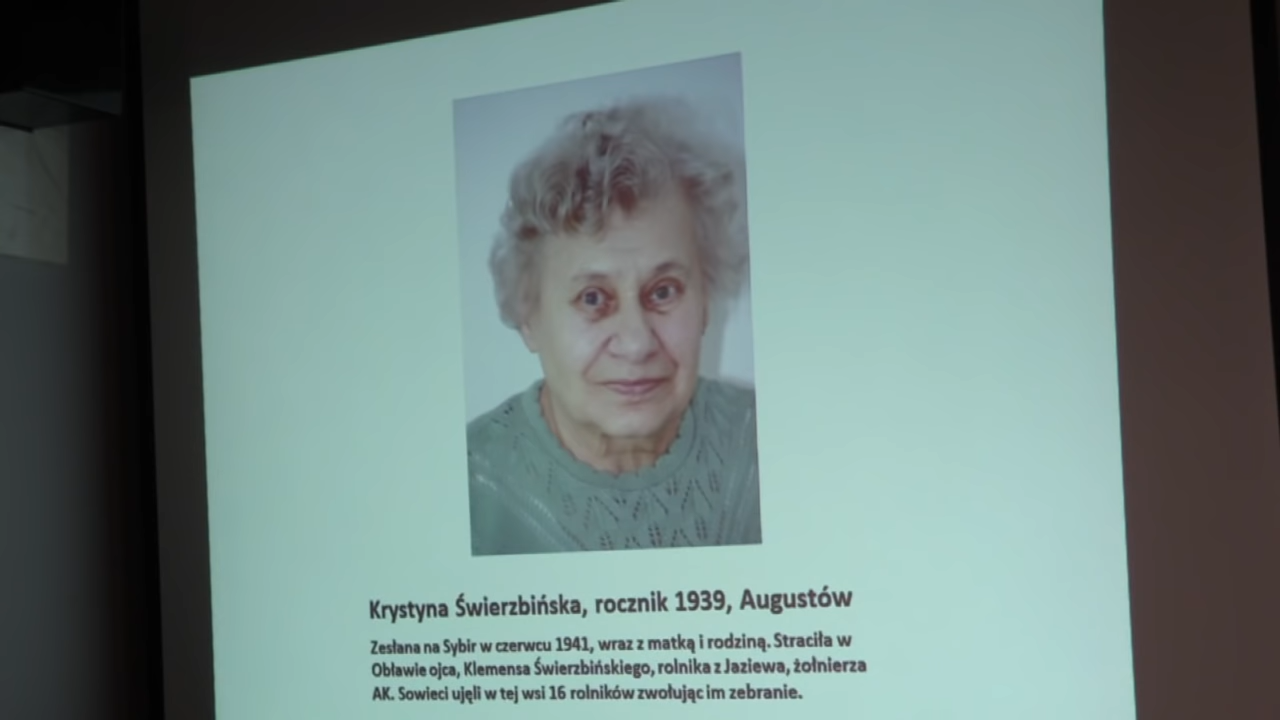 Krystyna Świerzbińska, rocznik 1939, Augustów
Zesłana na Sybir w czerwcu 1941, wraz z matką i rodziną. Straciła w
Obławie ojca, Klemensa Świerzbińskiego, rolnika z Jaziewa, żołnierza
AK. Sowieci ujęli w tej wsi 16 rolników zwołując im zebranie.